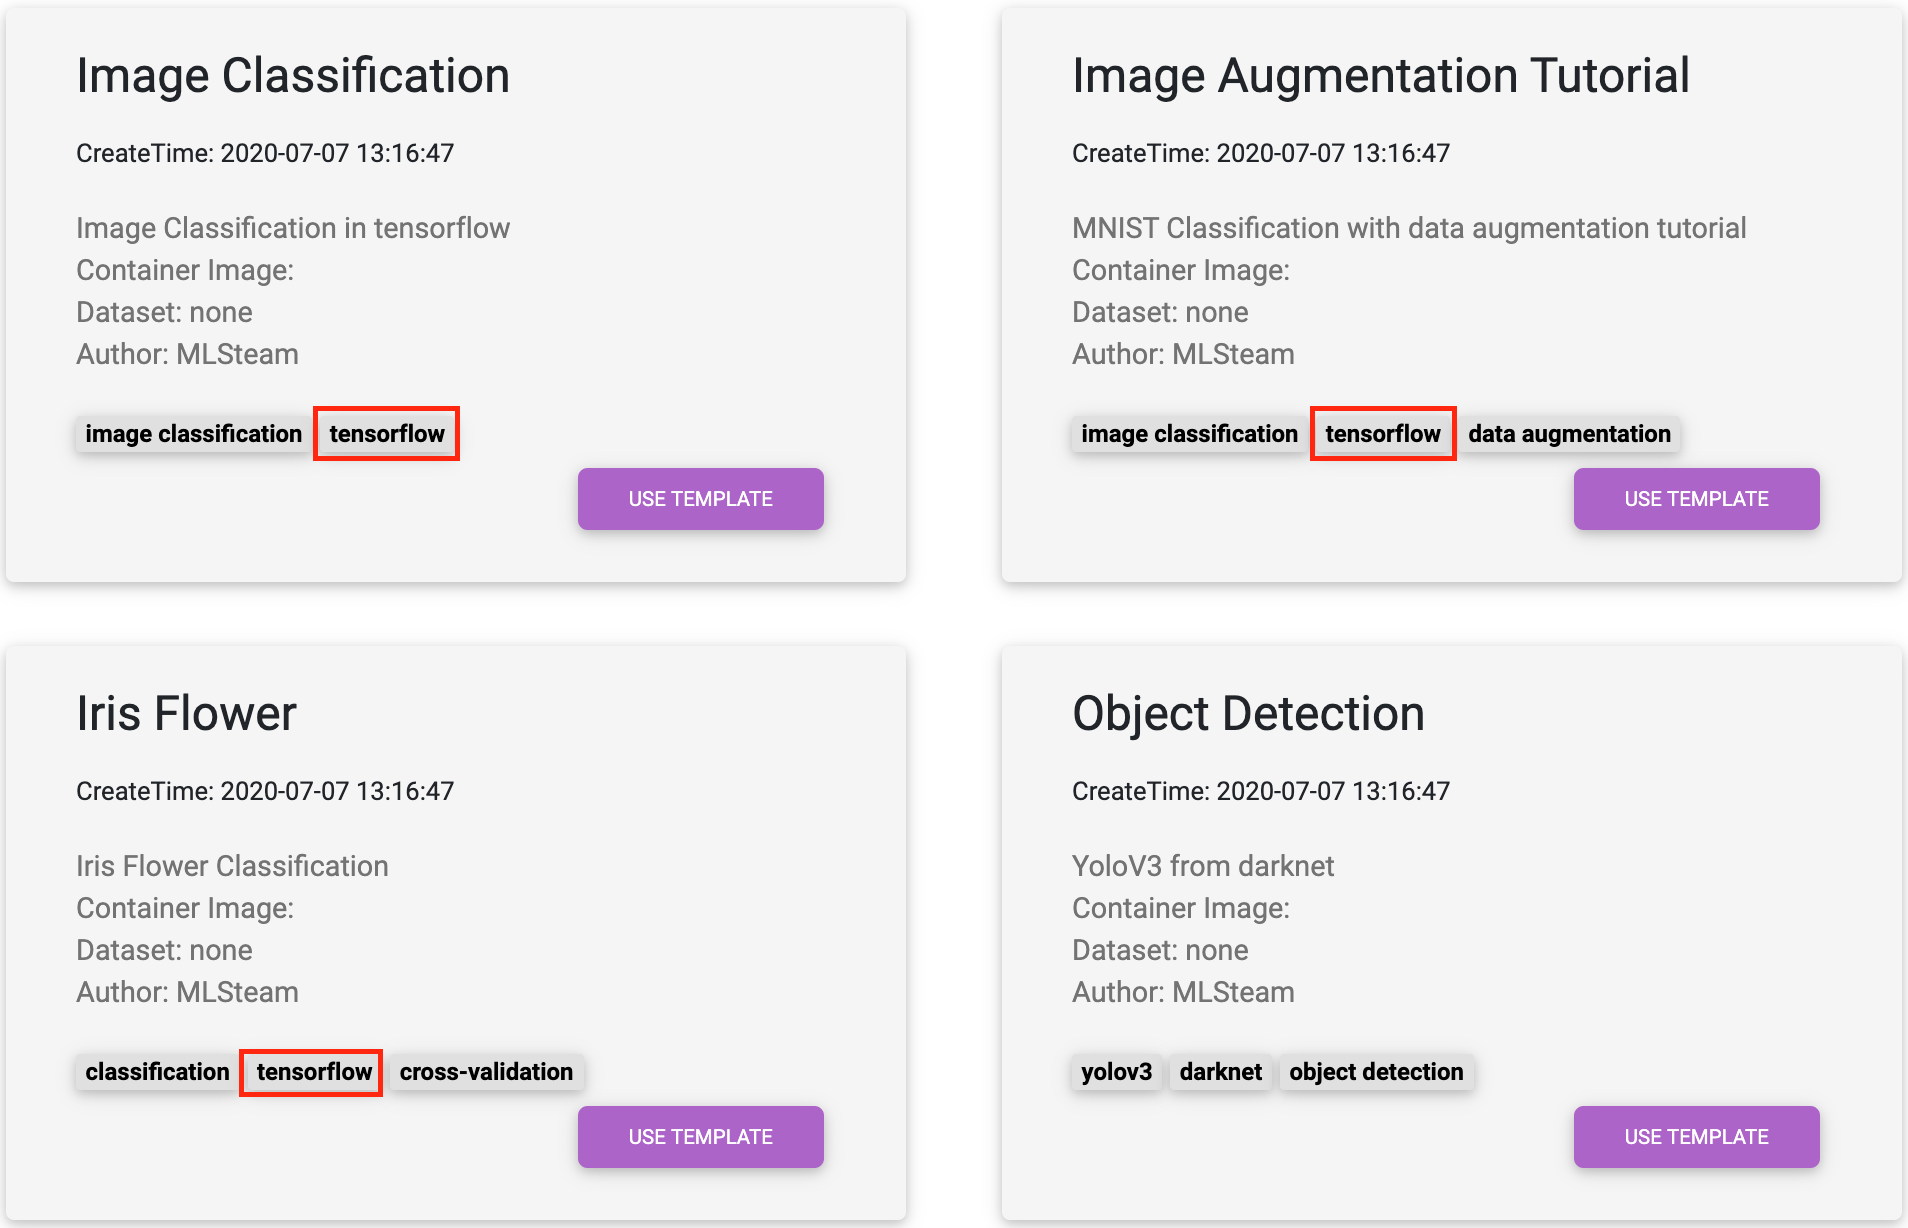 Image Classification
CreateTime: 2020-07-07 13:16:47
Image Classification in tensorflow
Container Image:
Dataset: none
Author: MLSteam
image classification tensorflow
USE TEMPLATE
Image Augmentation Tutorial
CreateTime: 2020-07-07 13:16:47
MNIST Classification with data augmentation tutorial
Container Image:
Dataset: none
Author: MLSteam
image classification tensorflow data augmentation
USE TEMPLATE
Iris Flower
CreateTime: 2020-07-07 13:16:47
Iris Flower Classification
Container Image:
Dataset: none
Author: MLSteam
classification tensorflow cross-validation
USE TEMPLATE
Object Detection
CreateTime: 2020-07-07 13:16:47
YoloV3 from darknet
Container Image:
Dataset: none
Author: MLSteam
yolov3 darknet object detection
USE TEMPLATE